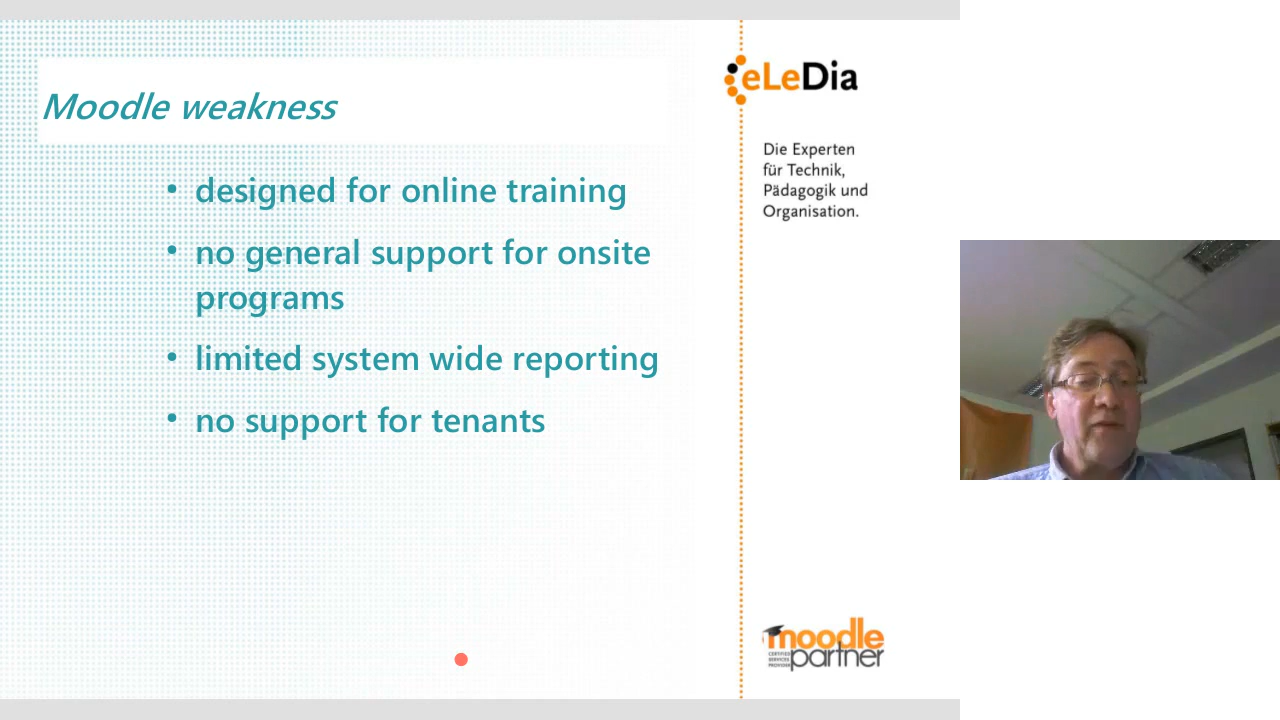 Moodle weakness
• designed for online training
• no general support for onsite
programs
• limited system wide reporting
• no support for tenants
eLeDia
Die Experten
für Technik,
Pädagogik und
Organisation.
moodle
CERTIFIED
SERVICES
PROVIDER
partner